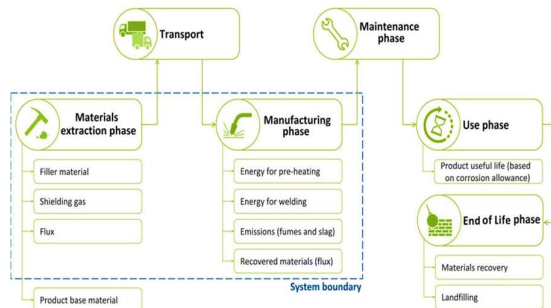 Transport
Maintenance
phase
Materials
extraction phase
Manufacturing
phase
Use phase
Filler material
Shielding gas
Flux
Product base material
Energy for pre-heating
Energy for welding
Emissions (fumes and slag)
Recovered materials (flux)
System boundary
Product useful life (based
on corrosion allowance)
End of Life phase
Materials recovery
Landfilling